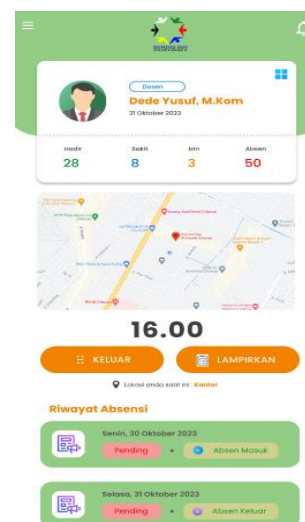 Dosen
Dede Yusuf, M.Kom
31 Oktober 2023
Hadir Sakit Izin Absen
28 8 3 50
16.00
KELUAR LAMPIRKAN
Lokasi anda saat ini : Kantor
Riwayat Absensi
Senin, 30 Oktober 2023
Pending Absen Masuk
Selasa, 31 Oktober 2023
Pending Absen Keluar